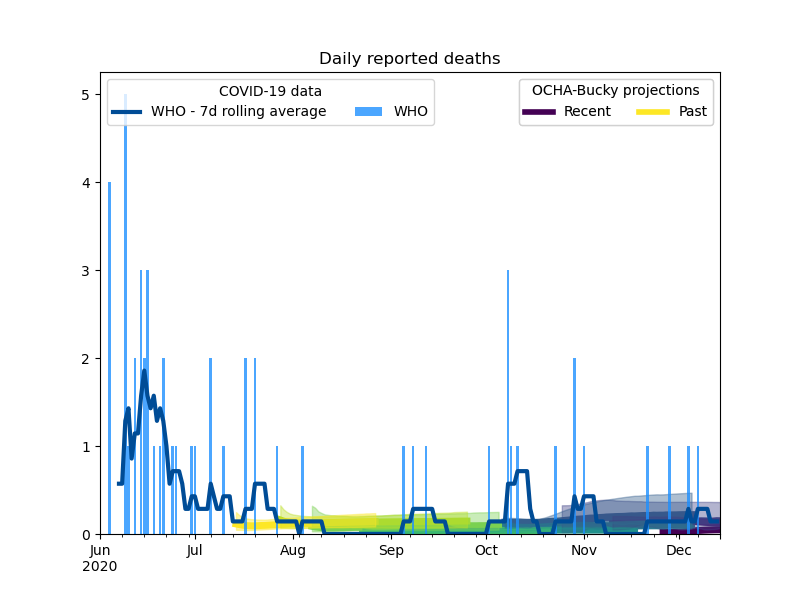 Daily reported deaths
COVID-19 data
WHO - 7d rolling average
WHO
OCHA-Bucky projections
Recent
Past
5
4
3
2
1
0
Jun
2020
Jul
Aug
Sep
Oct
Nov
Dec